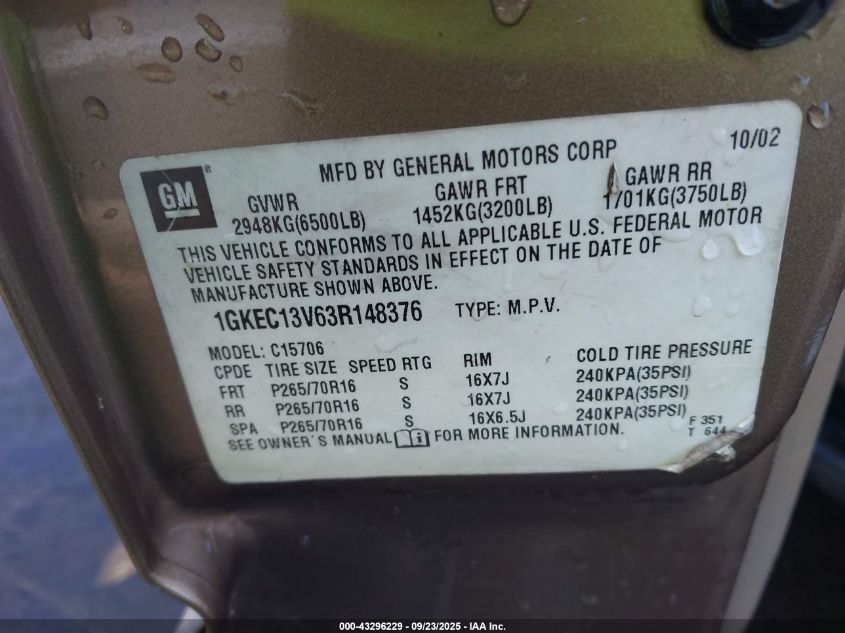 MFD BY GENERAL MOTORS CORP 10/02
GM
GVWR GAWR FRT GAWR RR
2948KG(6500LB) 1452KG(3200LB) 1701KG(3750LB)
THIS VEHICLE CONFORMS TO ALL APPLICABLE U.S. FEDERAL MOTOR
VEHICLE SAFETY STANDARDS IN EFFECT ON THE DATE OF
MANUFACTURE SHOWN ABOVE.
1GKEC13V63R148376 TYPE: M.P.V.
MODEL: C15706
CPDE TIRE SIZE SPEED RTG RIM COLD TIRE PRESSURE
FRT P265/70R16 S 16X7J 240KPA(35PSI)
RR P265/70R16 S 16X7J 240KPA(35PSI)
SPA P265/70R16 S 16X6.5J 240KPA(35PSI)
SEE OWNER'S MANUAL FOR MORE INFORMATION.
F 351
T 644
000-43296229 - 09/23/2025 - IAA Inc.